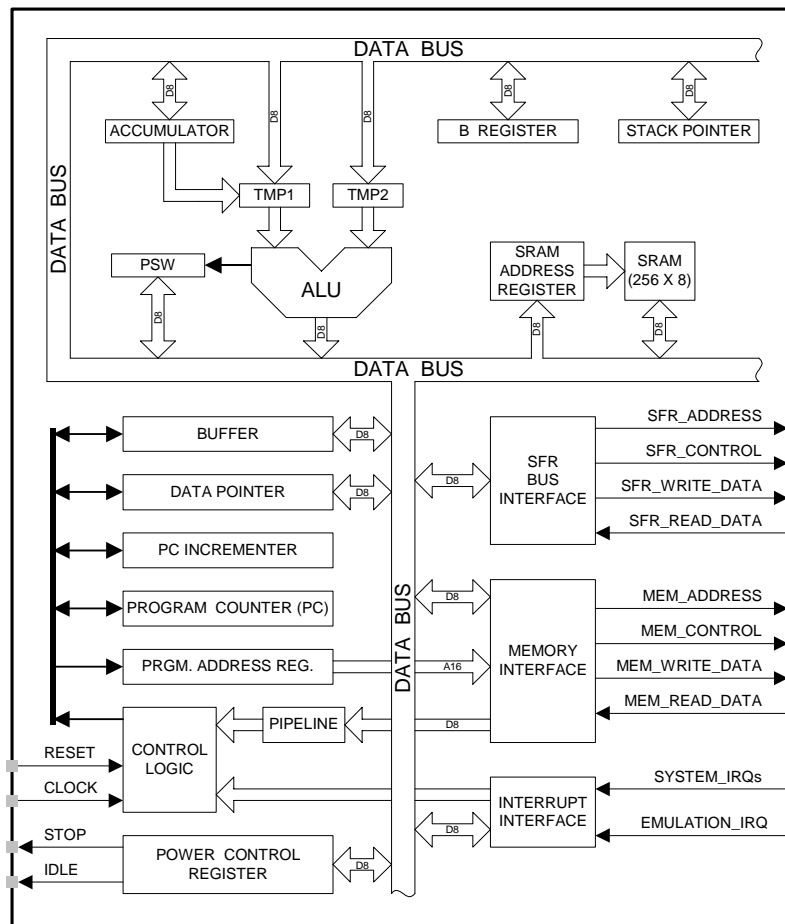 DATA BUS
D8
D8
D8
D8
D8
ACCUMULATOR
B REGISTER
STACK POINTER
TMP1
TMP2
DATA BUS
PSW
ALU
SRAM
ADDRESS
REGISTER
SRAM
(256 X 8)
D8
D8
D8
D8
DATA BUS
BUFFER
D8
DATA POINTER
D8
PC INCREMENTER
PROGRAM COUNTER (PC)
PRGM. ADDRESS REG.
A16
DATA BUS
D8
SFR
BUS
INTERFACE
SFR_ADDRESS
SFR_CONTROL
SFR_WRITE_DATA
SFR_READ_DATA
D8
MEMORY
INTERFACE
MEM_ADDRESS
MEM_CONTROL
MEM_WRITE_DATA
MEM_READ_DATA
CONTROL
LOGIC
PIPELINE
D8
RESET
CLOCK
INTERRUPT
INTERFACE
SYSTEM_IRQs
EMULATION_IRQ
D8
STOP
IDLE
POWER CONTROL
REGISTER
D8